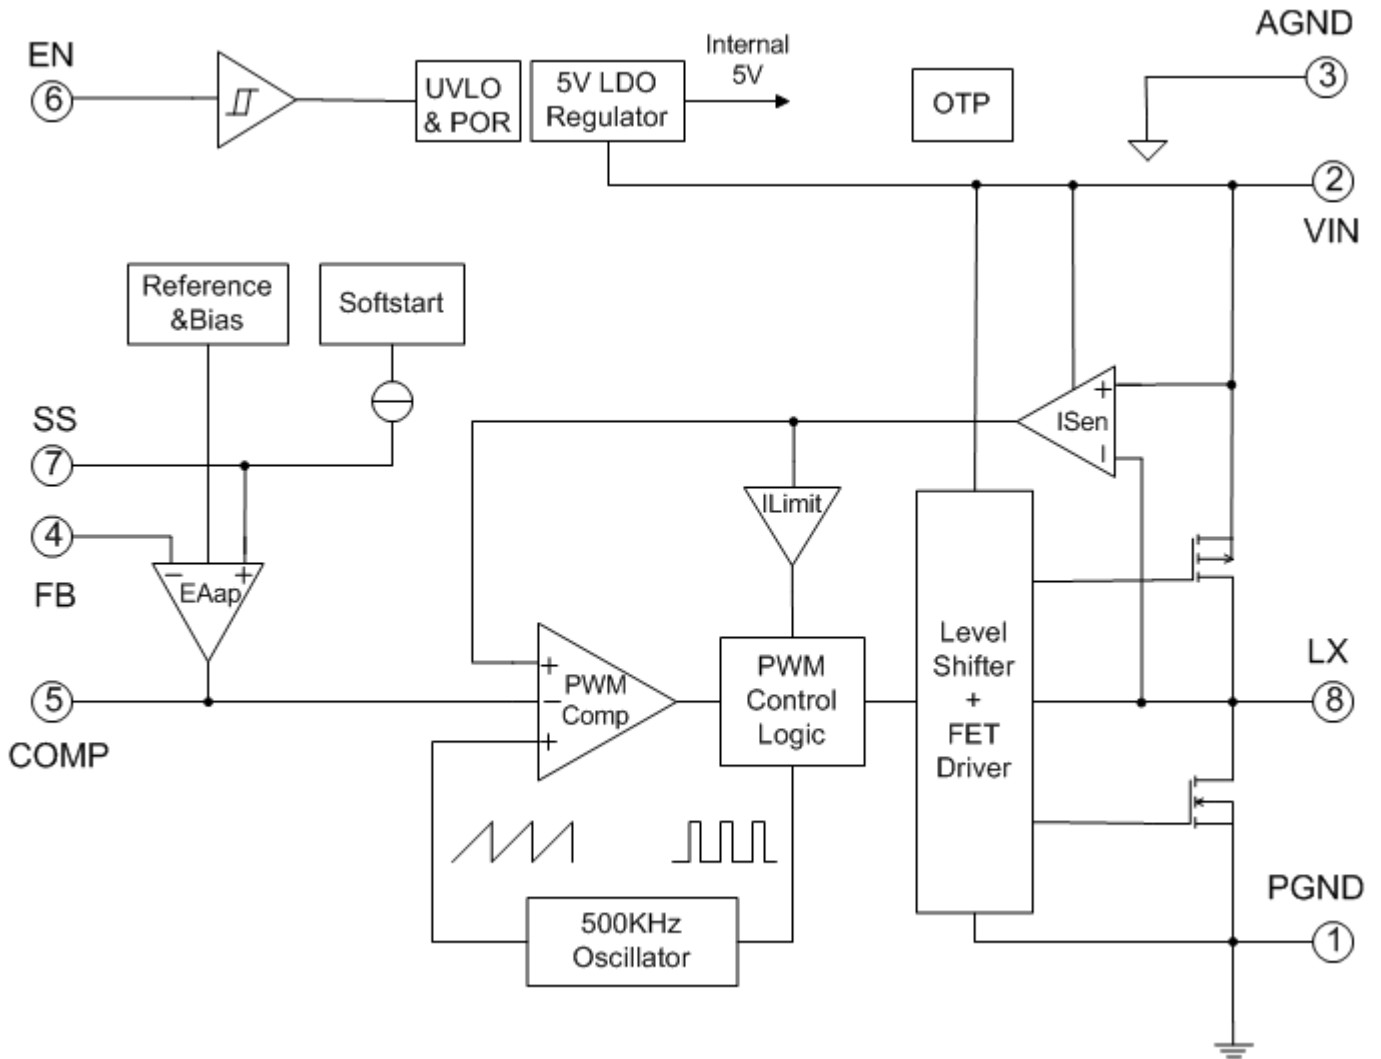 EN
6
UVLO
& POR
5V LDO
Regulator
Internal
5V
OTP
AGND
3
2
VIN
Reference
&Bias
Softstart
SS
7
4
FB
−
+
EAap
+
ISen
−
ILimit
5
COMP
+
PWM
−
Comp
+
PWM
Control
Logic
Level
Shifter
+
FET
Driver
LX
8
500KHz
Oscillator
PGND
1